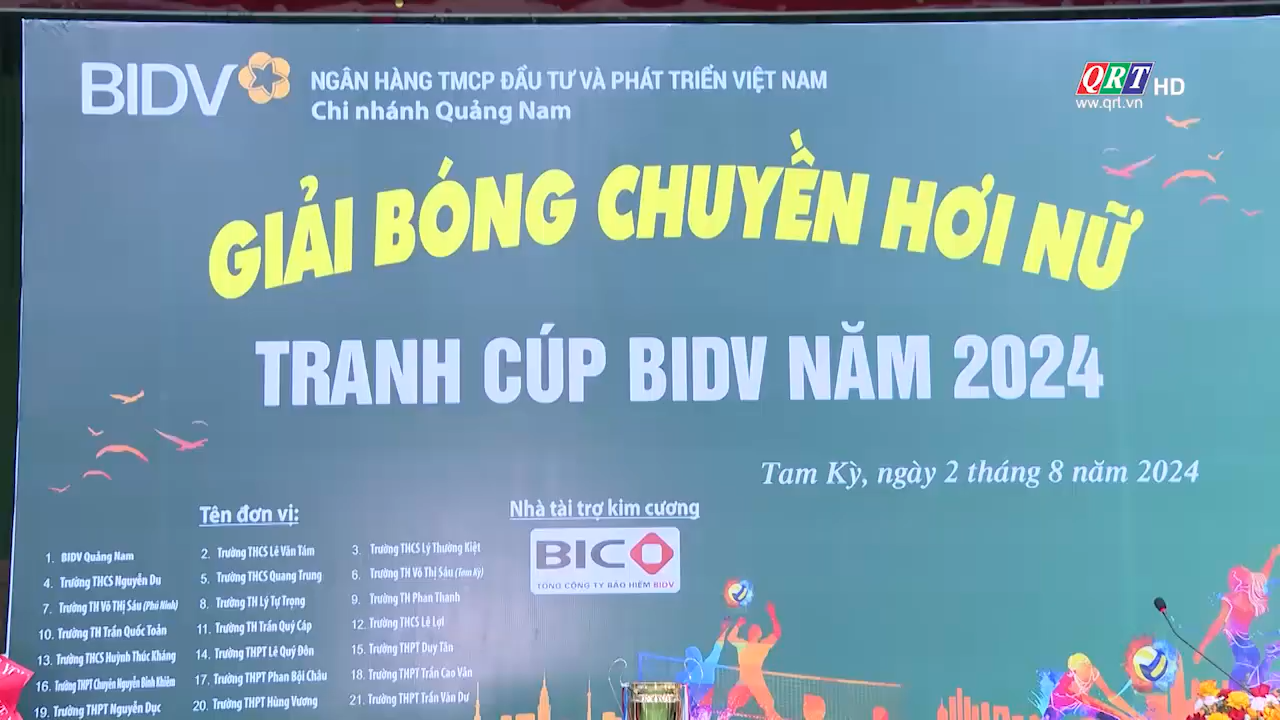 BIDV
NGÂN HÀNG TMCP ĐẦU TƯ VÀ PHÁT TRIỂN VIỆT NAM
Chi nhánh Quảng Nam
QRT HD
ww.qrt.vn
GIẢI BÓNG CHUYỀN HƠI NỮ
TRANH CÚP BIDV NĂM 2024
Tam Kỳ, ngày 2 tháng 8 năm 2024
Tên đơn vị:
1. BIDV Quảng Nam
2. Trường THCS Lê Văn Tám
3. Trường THCS Lý Thường Kiệt
4. Trường THCS Nguyễn Du
5. Trường THCS Quang Trung
6. Trường TH Võ Thị Sáu (Tam Kỳ)
7. Trường TH Võ Thị Sáu (Phú Ninh)
8. Trường TH Lý Tự Trọng
9. Trường TH Phan Thanh
10. Trường TH Trần Quốc Toản
11. Trường TH Trần Quý Cáp
12. Trường THCS Lê Lợi
13. Trường THCS Huỳnh Thúc Kháng
14. Trường THPT Lê Quý Đôn
15. Trường THPT Duy Tân
16. Trường THPT Chuyên Nguyễn Bỉnh Khiêm
17. Trường THPT Phan Bội Châu
18. Trường THPT Trần Cao Vân
19. Trường THPT Nguyễn Dục
20. Trường THPT Hùng Vương
21. Trường THPT Trần Văn Dư
Nhà tài trợ kim cương
BIC
TỔNG CÔNG TY BẢO HIỂM BIDV